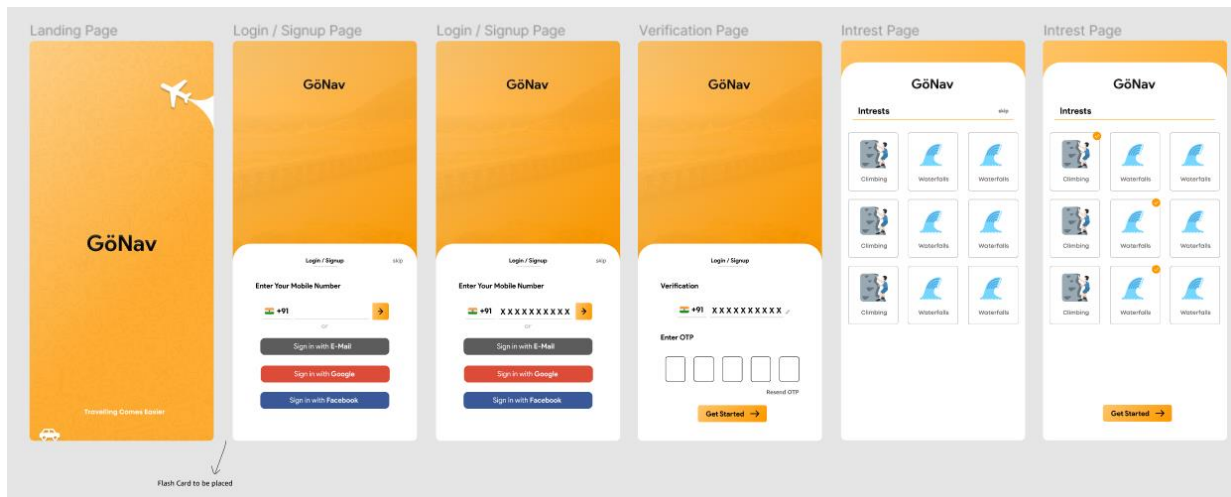 Landing Page
GöNav
Travelling Comes Easier
Flash Card to be placed
Login / Signup Page
GöNav
Login / Signup
skip
Enter Your Mobile Number
+91
or
Sign in with E-Mail
Sign in with Google
Sign in with Facebook
Login / Signup Page
GöNav
Login / Signup
skip
Enter Your Mobile Number
+91 XXXXXXXXXX
or
Sign in with E-Mail
Sign in with Google
Sign in with Facebook
Verification Page
GöNav
Login / Signup
Verification
+91 XXXXXXXXXX
Enter OTP
Resend OTP
Get Started
Intrest Page
GöNav
Intrests skip
Climbing Waterfalls Waterfalls
Climbing Waterfalls Waterfalls
Climbing Waterfalls Waterfalls
Intrest Page
GöNav
Intrests
Climbing Waterfalls Waterfalls
Climbing Waterfalls Waterfalls
Climbing Waterfalls Waterfalls
Get Started